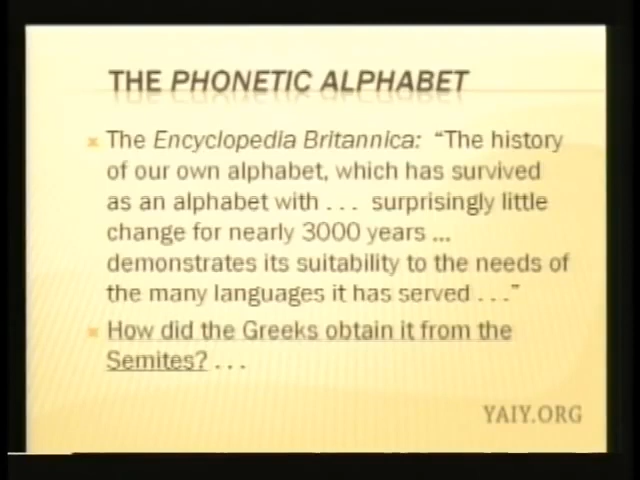 THE PHONETIC ALPHABET
The Encyclopedia Britannica: “The history
of our own alphabet, which has survived
as an alphabet with . . . surprisingly little
change for nearly 3000 years ...
demonstrates its suitability to the needs of
the many languages it has served . . .”
How did the Greeks obtain it from the
Semites? . . .
YAIY.ORG